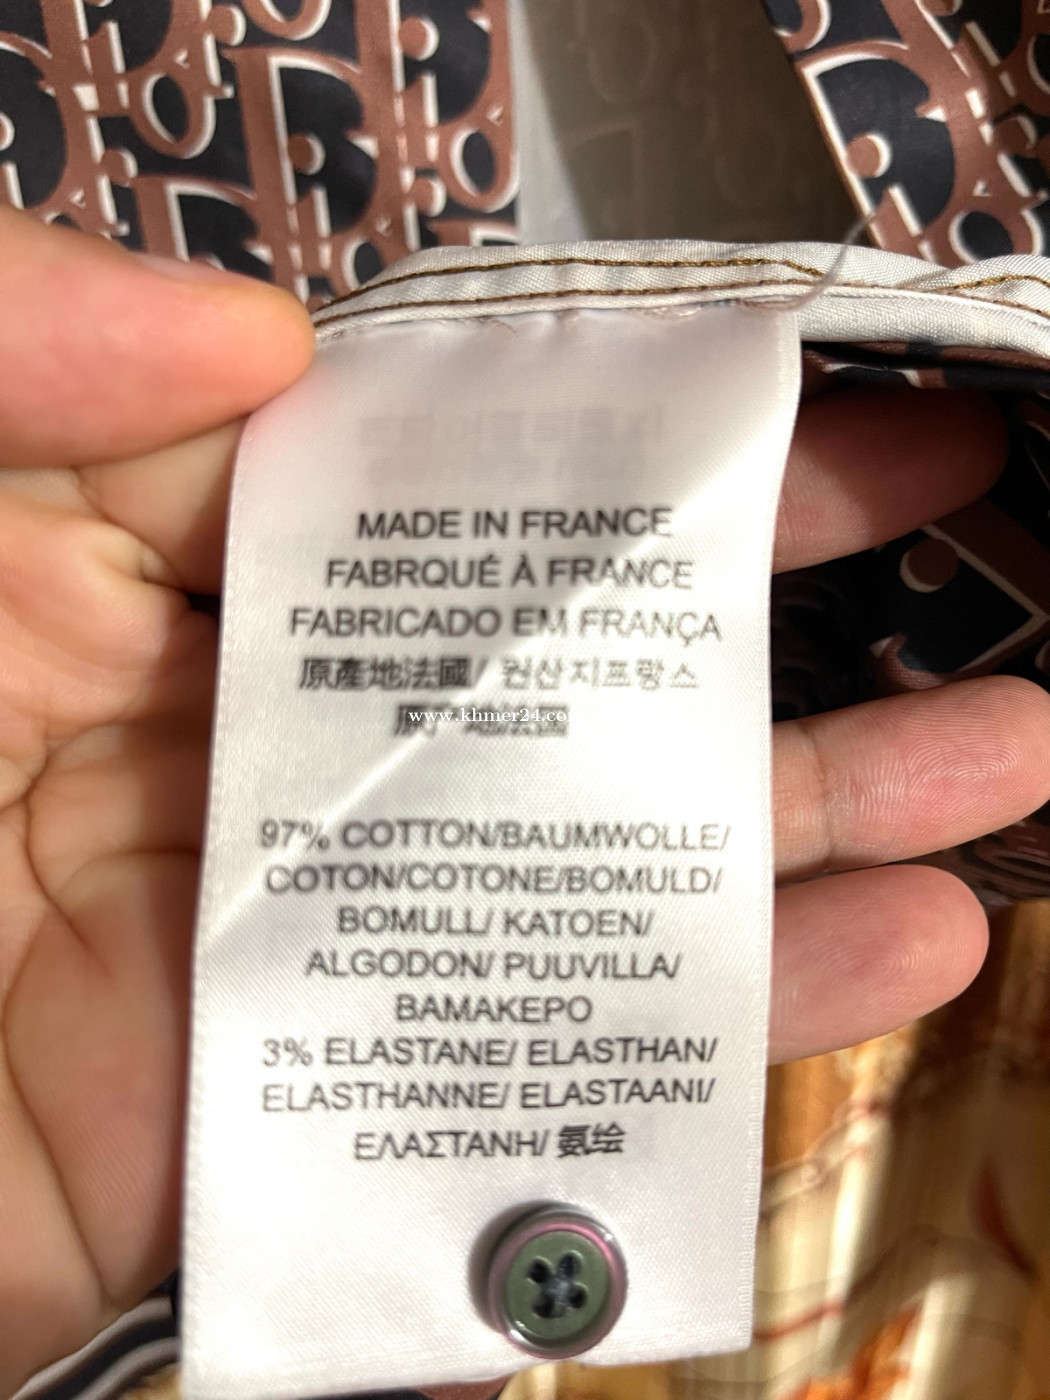 MADE IN FRANCE
FABRQUÉ À FRANCE
FABRICADO EM FRANÇA
原產地法國/ 원산지프랑스
www.khmer24.com
97% COTTON/BAUMWOLLE/
COTON/COTONE/BOMULD/
BOMULL/ KATOEN/
ALGODON/ PUUVILLA/
BAMAKEPO
3% ELASTANE/ ELASTHAN/
ELASTHANNE/ ELASTAANI/
ΕΛΑΣΤΑΝΗ/ 氨纶